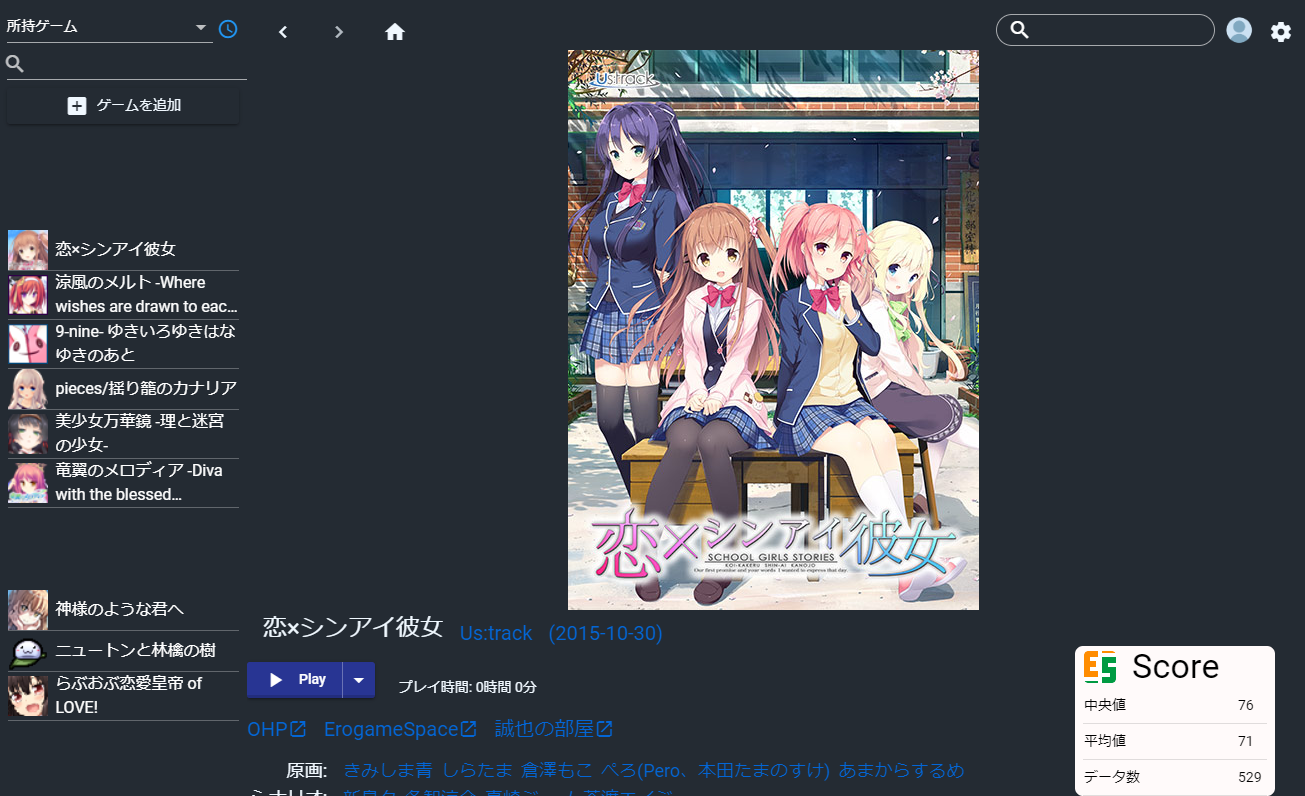 所持ゲーム
ゲームを追加
恋×シンアイ彼女
涼風のメルト -Where
wishes are drawn to eac...
9-nine- ゆきいろゆきはな
ゆきのあと
pieces/揺り籠のカナリア
美少女万華鏡 -理と迷宮
の少女-
竜翼のメロディア -Diva
with the blessed...
神様のような君へ
ニュートンと林檎の樹
らぶおぶ恋愛皇帝 of
LOVE!
Us:track
恋×シンアイ彼女
SCHOOL GIRLS STORIES
KOI-KAKERU SHIN-AI KANOJO
Our first promise and your words I wanted to express that day.
恋×シンアイ彼女 Us:track (2015-10-30)
Play
プレイ時間: 0時間 0分
OHP ErogameSpace 誠也の部屋
原画: きみしま青 しらたま 倉澤もこ ぺろ(Pero、本田たまのすけ) あまからするめ
ES Score
中央値 76
平均値 71
データ数 529